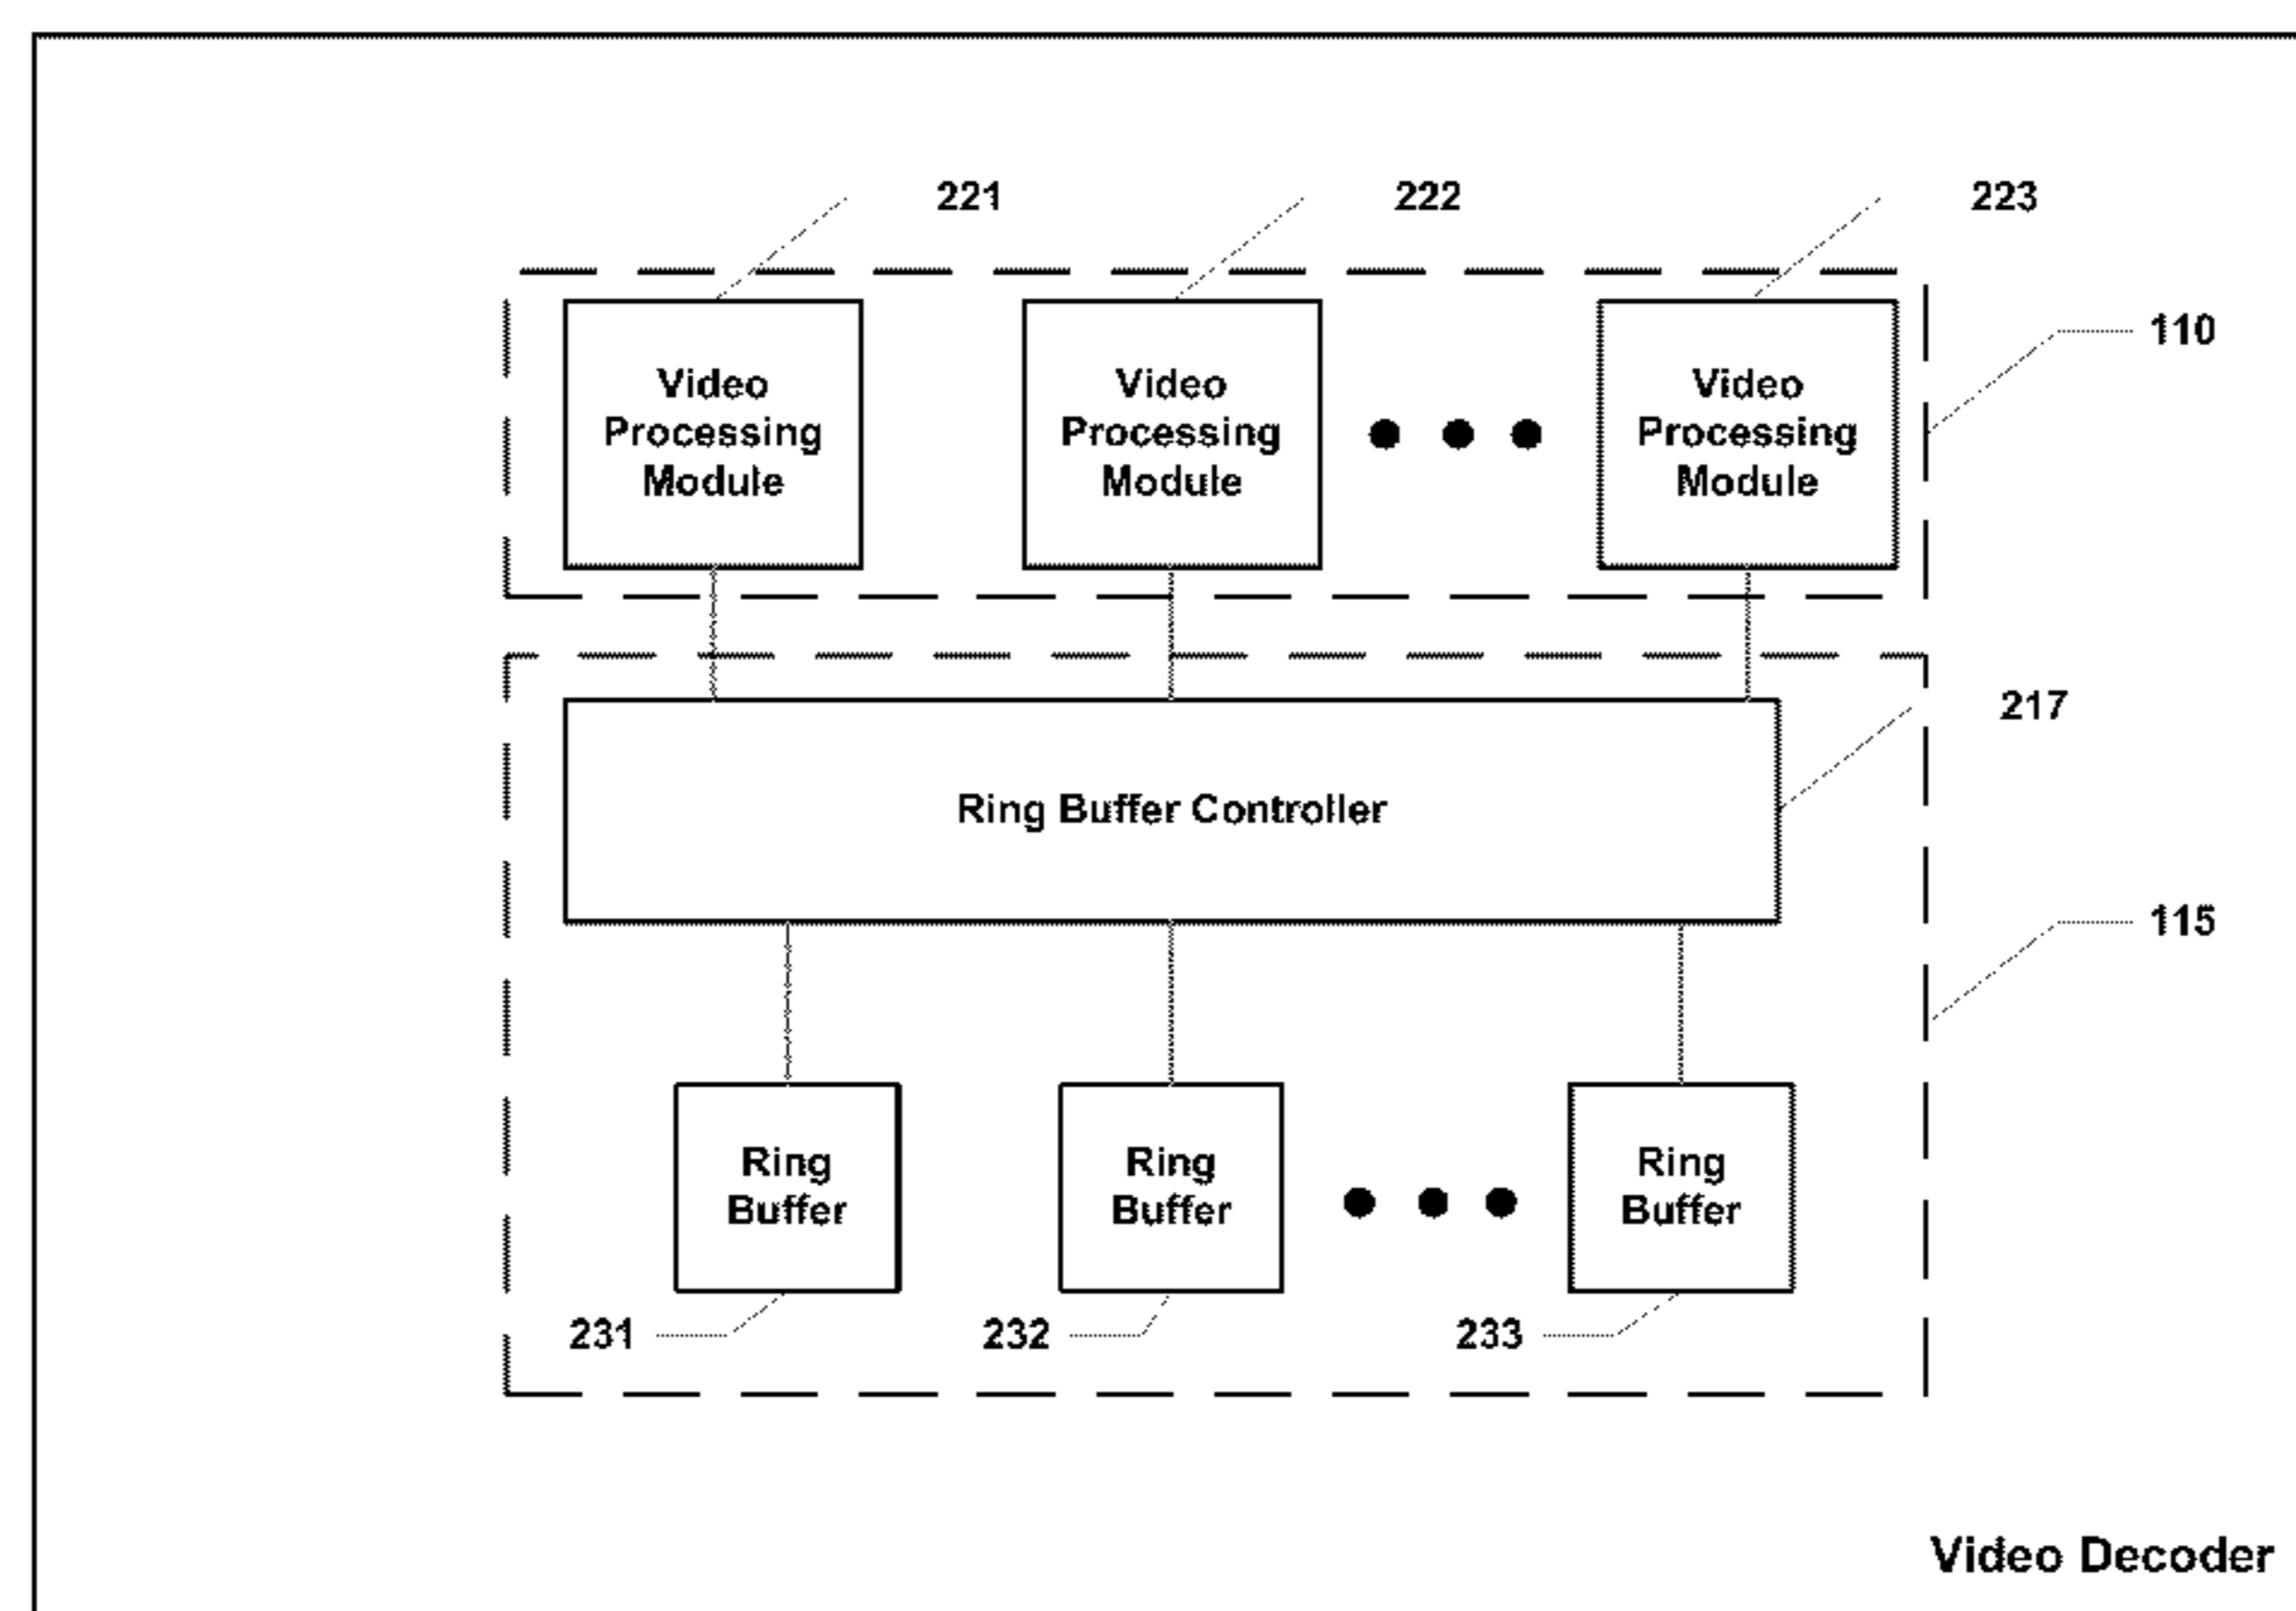 221
222
223
110
Video
Processing
Module
Video
Processing
Module
Video
Processing
Module
217
Ring Buffer Controller
115
Ring
Buffer
Ring
Buffer
Ring
Buffer
231
232
233
Video Decoder